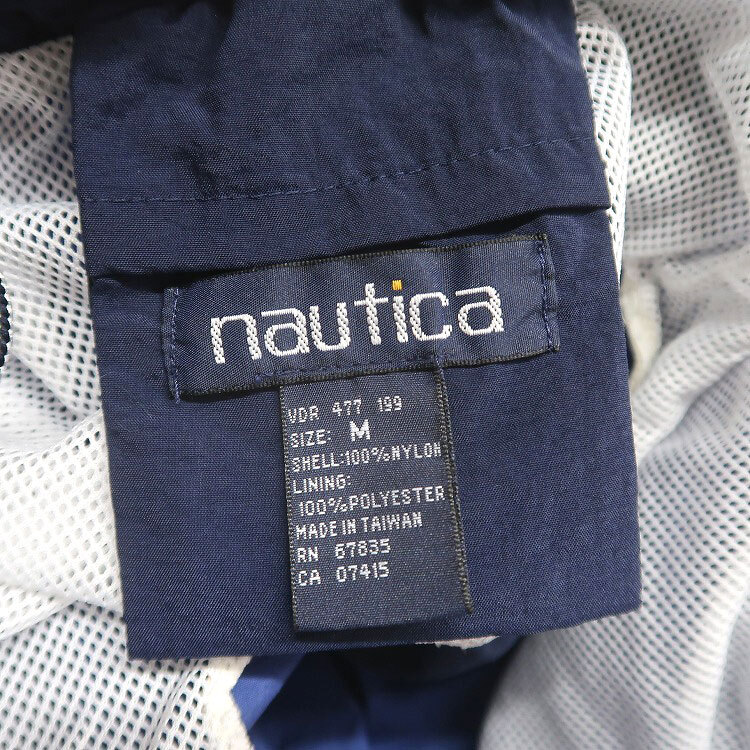 nautica
VDR 477 199
SIZE: M
SHELL:100%NYLON
LINING:
100%POLYESTER
MADE IN TAIWAN
RN 67835
CA 07415